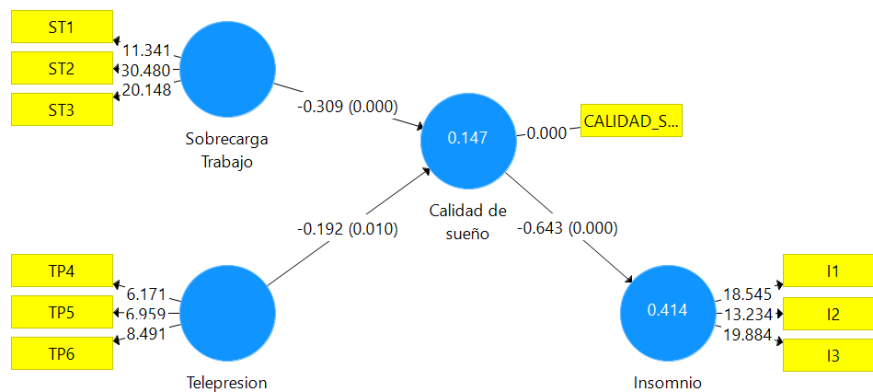 ST1
11.341
ST2
30.480
ST3
20.148
Sobrecarga
Trabajo
-0.309 (0.000)
0.147
0.000
CALIDAD_S...
Calidad de
sueño
-0.192 (0.010)
-0.643 (0.000)
TP4
6.171
TP5
6.959
TP6
8.491
Telepresion
0.414
Insomnio
18.545
I1
13.234
I2
19.884
I3